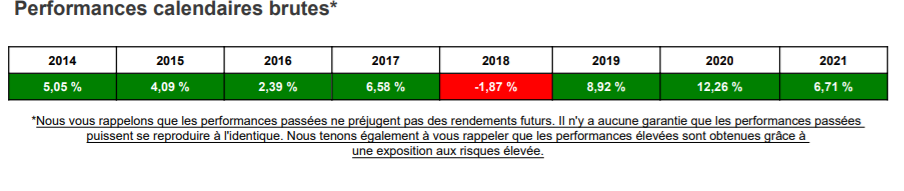 Performances calendaires brutes*
2014 2015 2016 2017 2018 2019 2020 2021
5,05 % 4,09 % 2,39 % 6,58 % -1,87 % 8,92 % 12,26 % 6,71 %
*Nous vous rappelons que les performances passées ne préjugent pas des rendements futurs. Il n'y a aucune garantie que les performances passées
puissent se reproduire à l'identique. Nous tenons également à vous rappeler que les performances élevées sont obtenues grâce à
une exposition aux risques élevée.